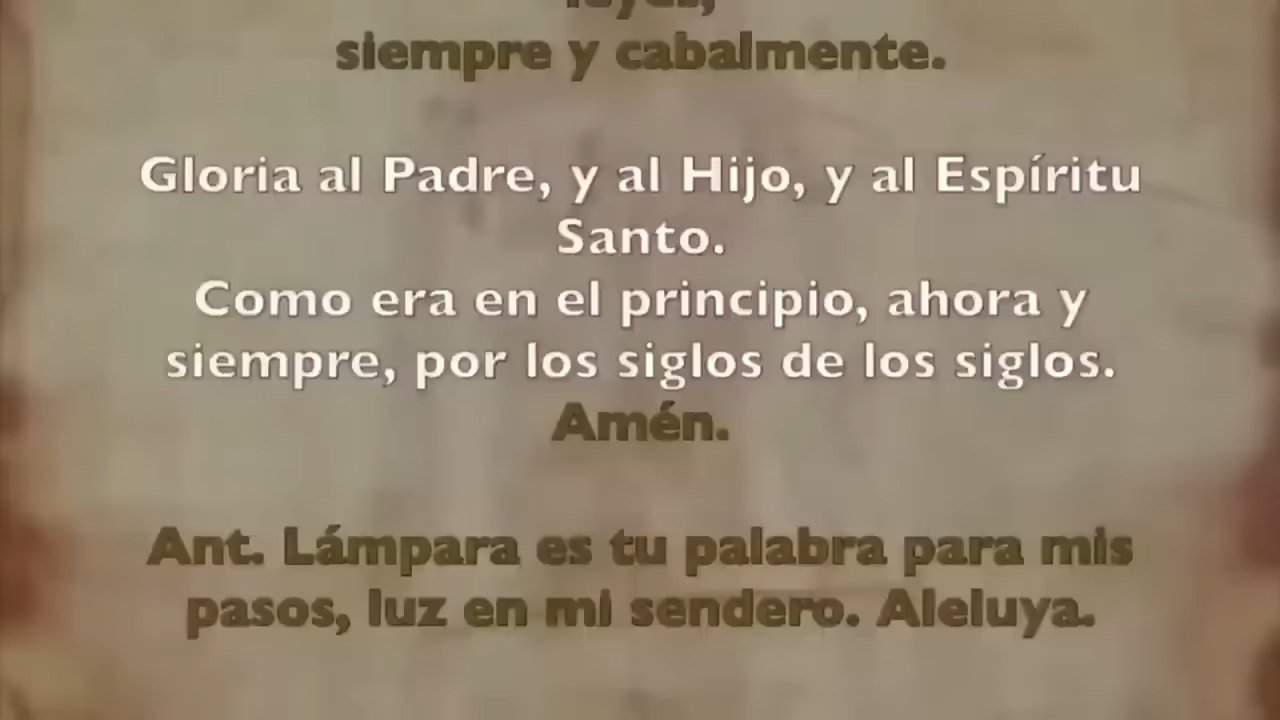 siempre y cabalmente.
Gloria al Padre, y al Hijo, y al Espíritu
Santo.
Como era en el principio, ahora y
siempre, por los siglos de los siglos.
Amén.
Ant. Lámpara es tu palabra para mis
pasos, luz en mi sendero. Aleluya.